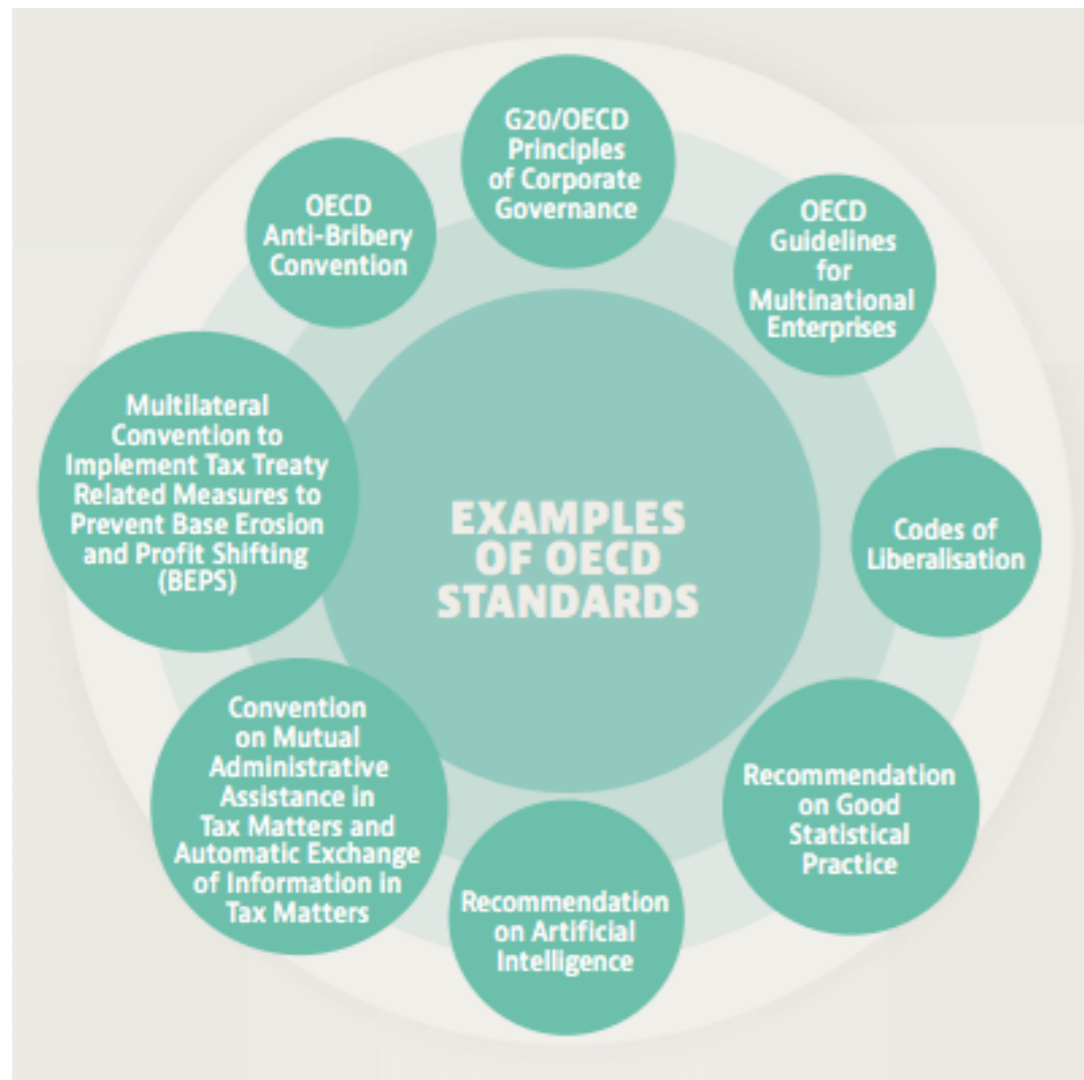 EXAMPLES
OF OECD
STANDARDS
G20/OECD
Principles
of Corporate
Governance
OECD
Guidelines
for
Multinational
Enterprises
Codes of
Liberalisation
Recommendation
on Good
Statistical
Practice
Recommendation
on Artificial
Intelligence
Convention
on Mutual
Administrative
Assistance in
Tax Matters and
Automatic Exchange
of Information in
Tax Matters
Multilateral
Convention to
Implement Tax Treaty
Related Measures to
Prevent Base Erosion
and Profit Shifting
(BEPS)
OECD
Anti-Bribery
Convention